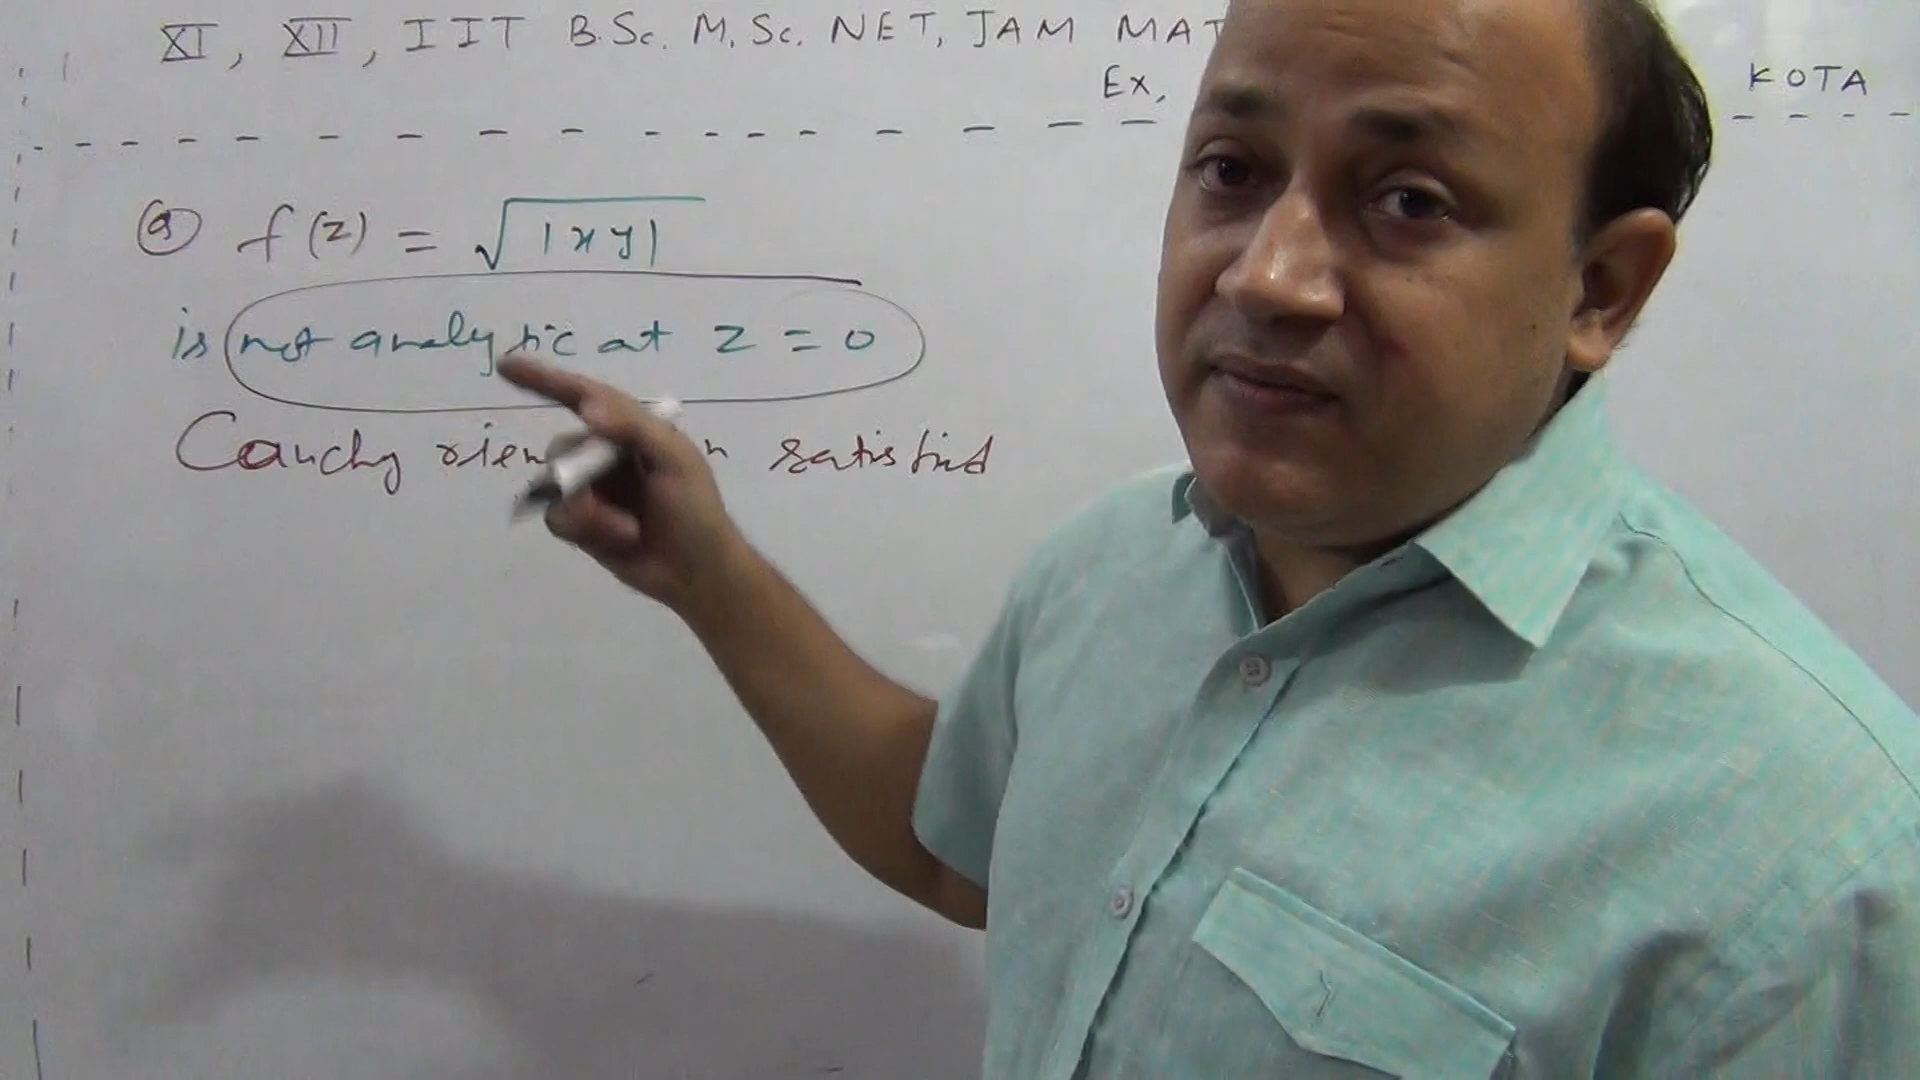 XI, XII, IIT B.Sc. M.Sc. NET, JAM MAT
Ex, KOTA
Q f(z) = √|xy|
is not analytic at z = 0
Cauchy satisfied